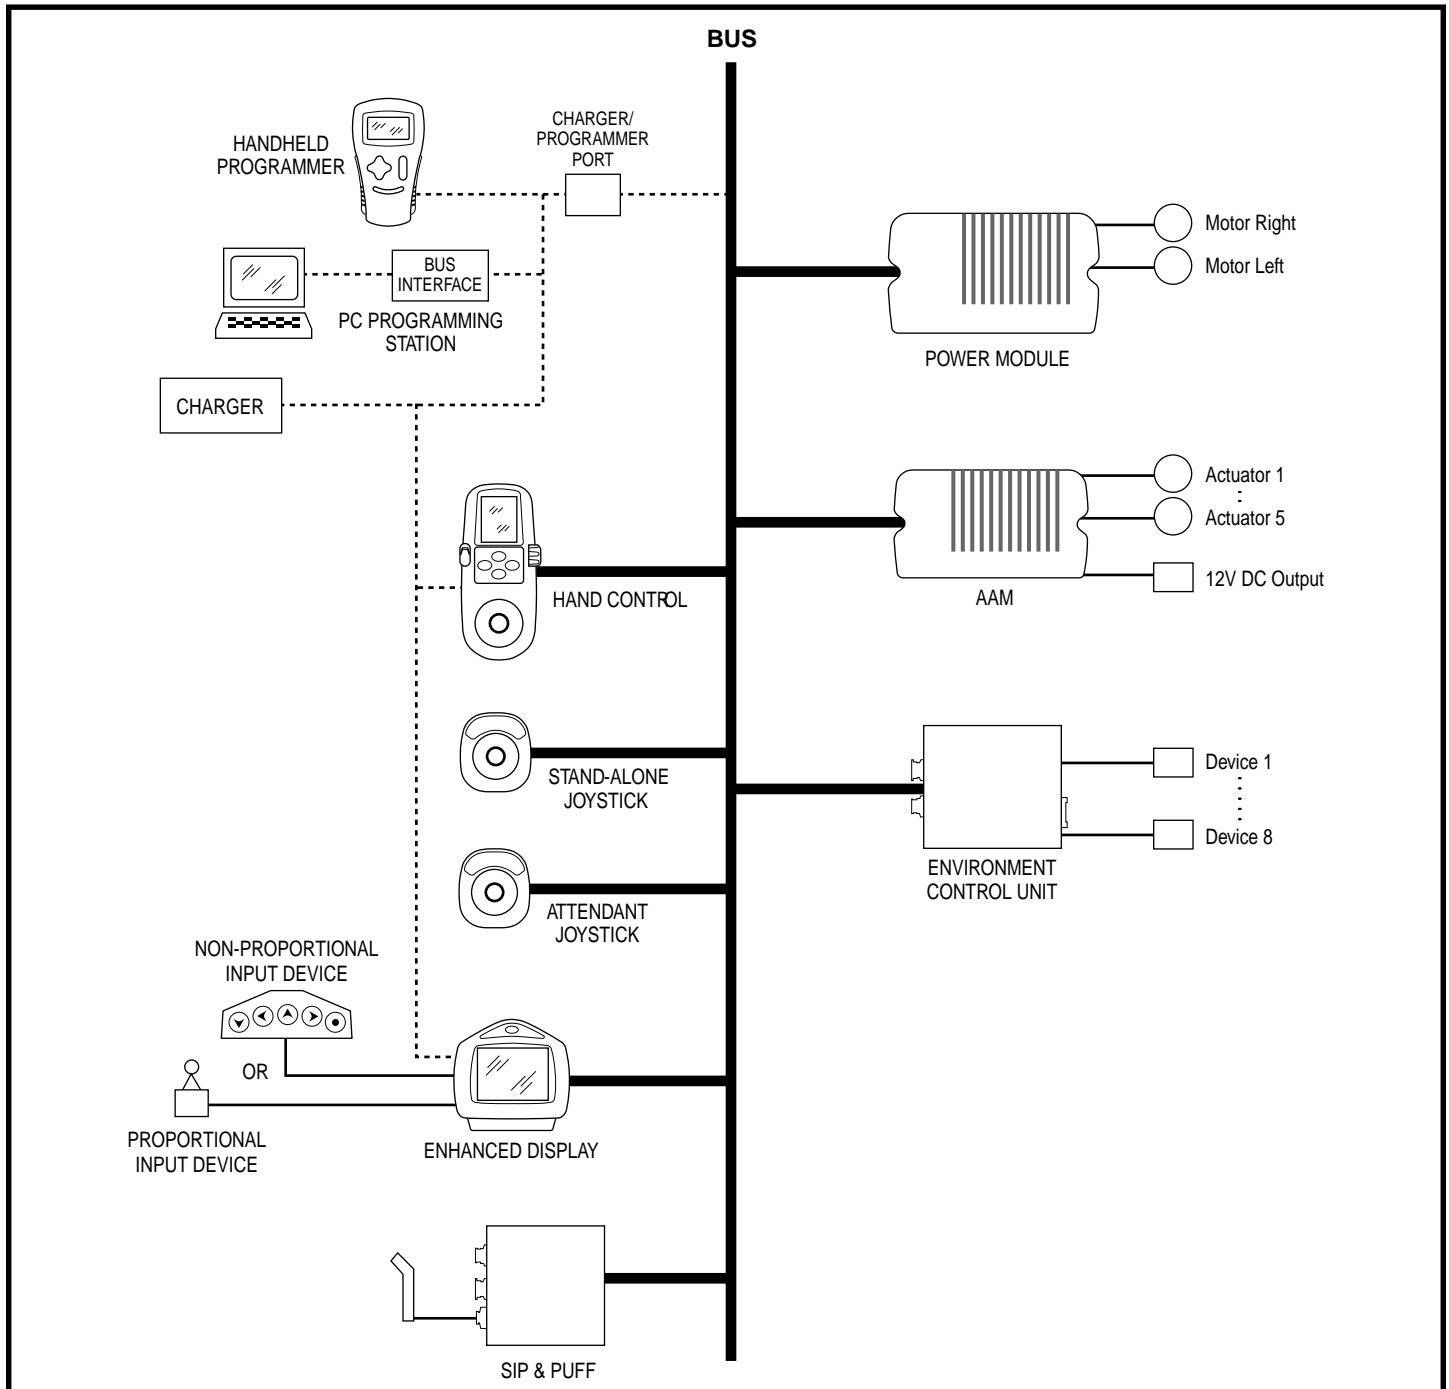 BUS
HANDHELD
PROGRAMMER
CHARGER/
PROGRAMMER
PORT
BUS
INTERFACE
PC PROGRAMMING
STATION
CHARGER
HAND CONTROL
STAND-ALONE
JOYSTICK
ATTENDANT
JOYSTICK
NON-PROPORTIONAL
INPUT DEVICE
OR
PROPORTIONAL
INPUT DEVICE
ENHANCED DISPLAY
SIP & PUFF
Motor Right
Motor Left
POWER MODULE
Actuator 1
Actuator 5
12V DC Output
AAM
Device 1
Device 8
ENVIRONMENT
CONTROL UNIT